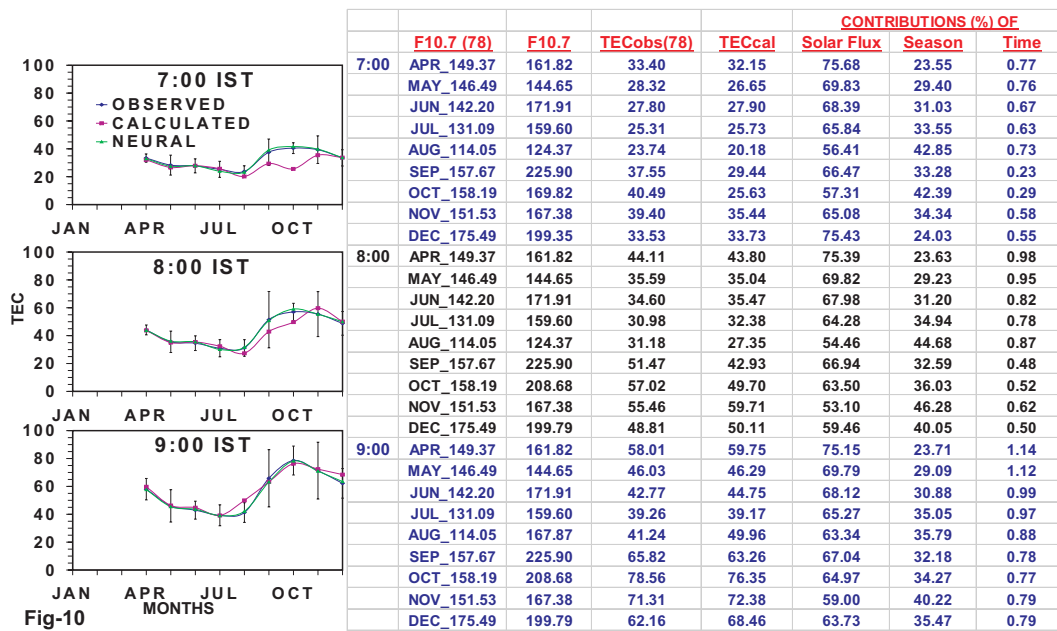 CONTRIBUTIONS (%) OF
F10.7 (78) F10.7 TECobs(78) TECcal Solar Flux Season Time
7:00 APR_149.37 161.82 33.40 32.15 75.68 23.55 0.77
MAY_146.49 144.65 28.32 26.65 69.83 29.40 0.76
JUN_142.20 171.91 27.80 27.90 68.39 31.03 0.67
JUL_131.09 159.60 25.31 25.73 65.84 33.55 0.63
AUG_114.05 124.37 23.74 20.18 56.41 42.85 0.73
SEP_157.67 225.90 37.55 29.44 66.47 33.28 0.23
OCT_158.19 169.82 40.49 25.63 57.31 42.39 0.29
NOV_151.53 167.38 39.40 35.44 65.08 34.34 0.58
DEC_175.49 199.35 33.53 33.73 75.43 24.03 0.55
8:00 APR_149.37 161.82 44.11 43.80 75.39 23.63 0.98
MAY_146.49 144.65 35.59 35.04 69.82 29.23 0.95
JUN_142.20 171.91 34.60 35.47 67.98 31.20 0.82
JUL_131.09 159.60 30.98 32.38 64.28 34.94 0.78
AUG_114.05 124.37 31.18 27.35 54.46 44.68 0.87
SEP_157.67 225.90 51.47 42.93 66.94 32.59 0.48
OCT_158.19 208.68 57.02 49.70 63.50 36.03 0.52
NOV_151.53 167.38 55.46 59.71 53.10 46.28 0.62
DEC_175.49 199.79 48.81 50.11 59.46 40.05 0.50
9:00 APR_149.37 161.82 58.01 59.75 75.15 23.71 1.14
MAY_146.49 144.65 46.03 46.29 69.79 29.09 1.12
JUN_142.20 171.91 42.77 44.75 68.12 30.88 0.99
JUL_131.09 159.60 39.26 39.17 65.27 35.05 0.97
AUG_114.05 167.87 41.24 49.96 63.34 35.79 0.88
SEP_157.67 225.90 65.82 63.26 67.04 32.18 0.78
OCT_158.19 208.68 78.56 76.35 64.97 34.27 0.77
NOV_151.53 167.38 71.31 72.38 59.00 40.22 0.79
DEC_175.49 199.79 62.16 68.46 63.73 35.47 0.79
7:00 IST
OBSERVED
CALCULATED
NEURAL
100
80
60
40
20
0
JAN APR JUL OCT
8:00 IST
100
80
60
40
20
0
JAN APR JUL OCT
TEC
9:00 IST
100
80
60
40
20
0
JAN APR JUL OCT
MONTHS
Fig-10